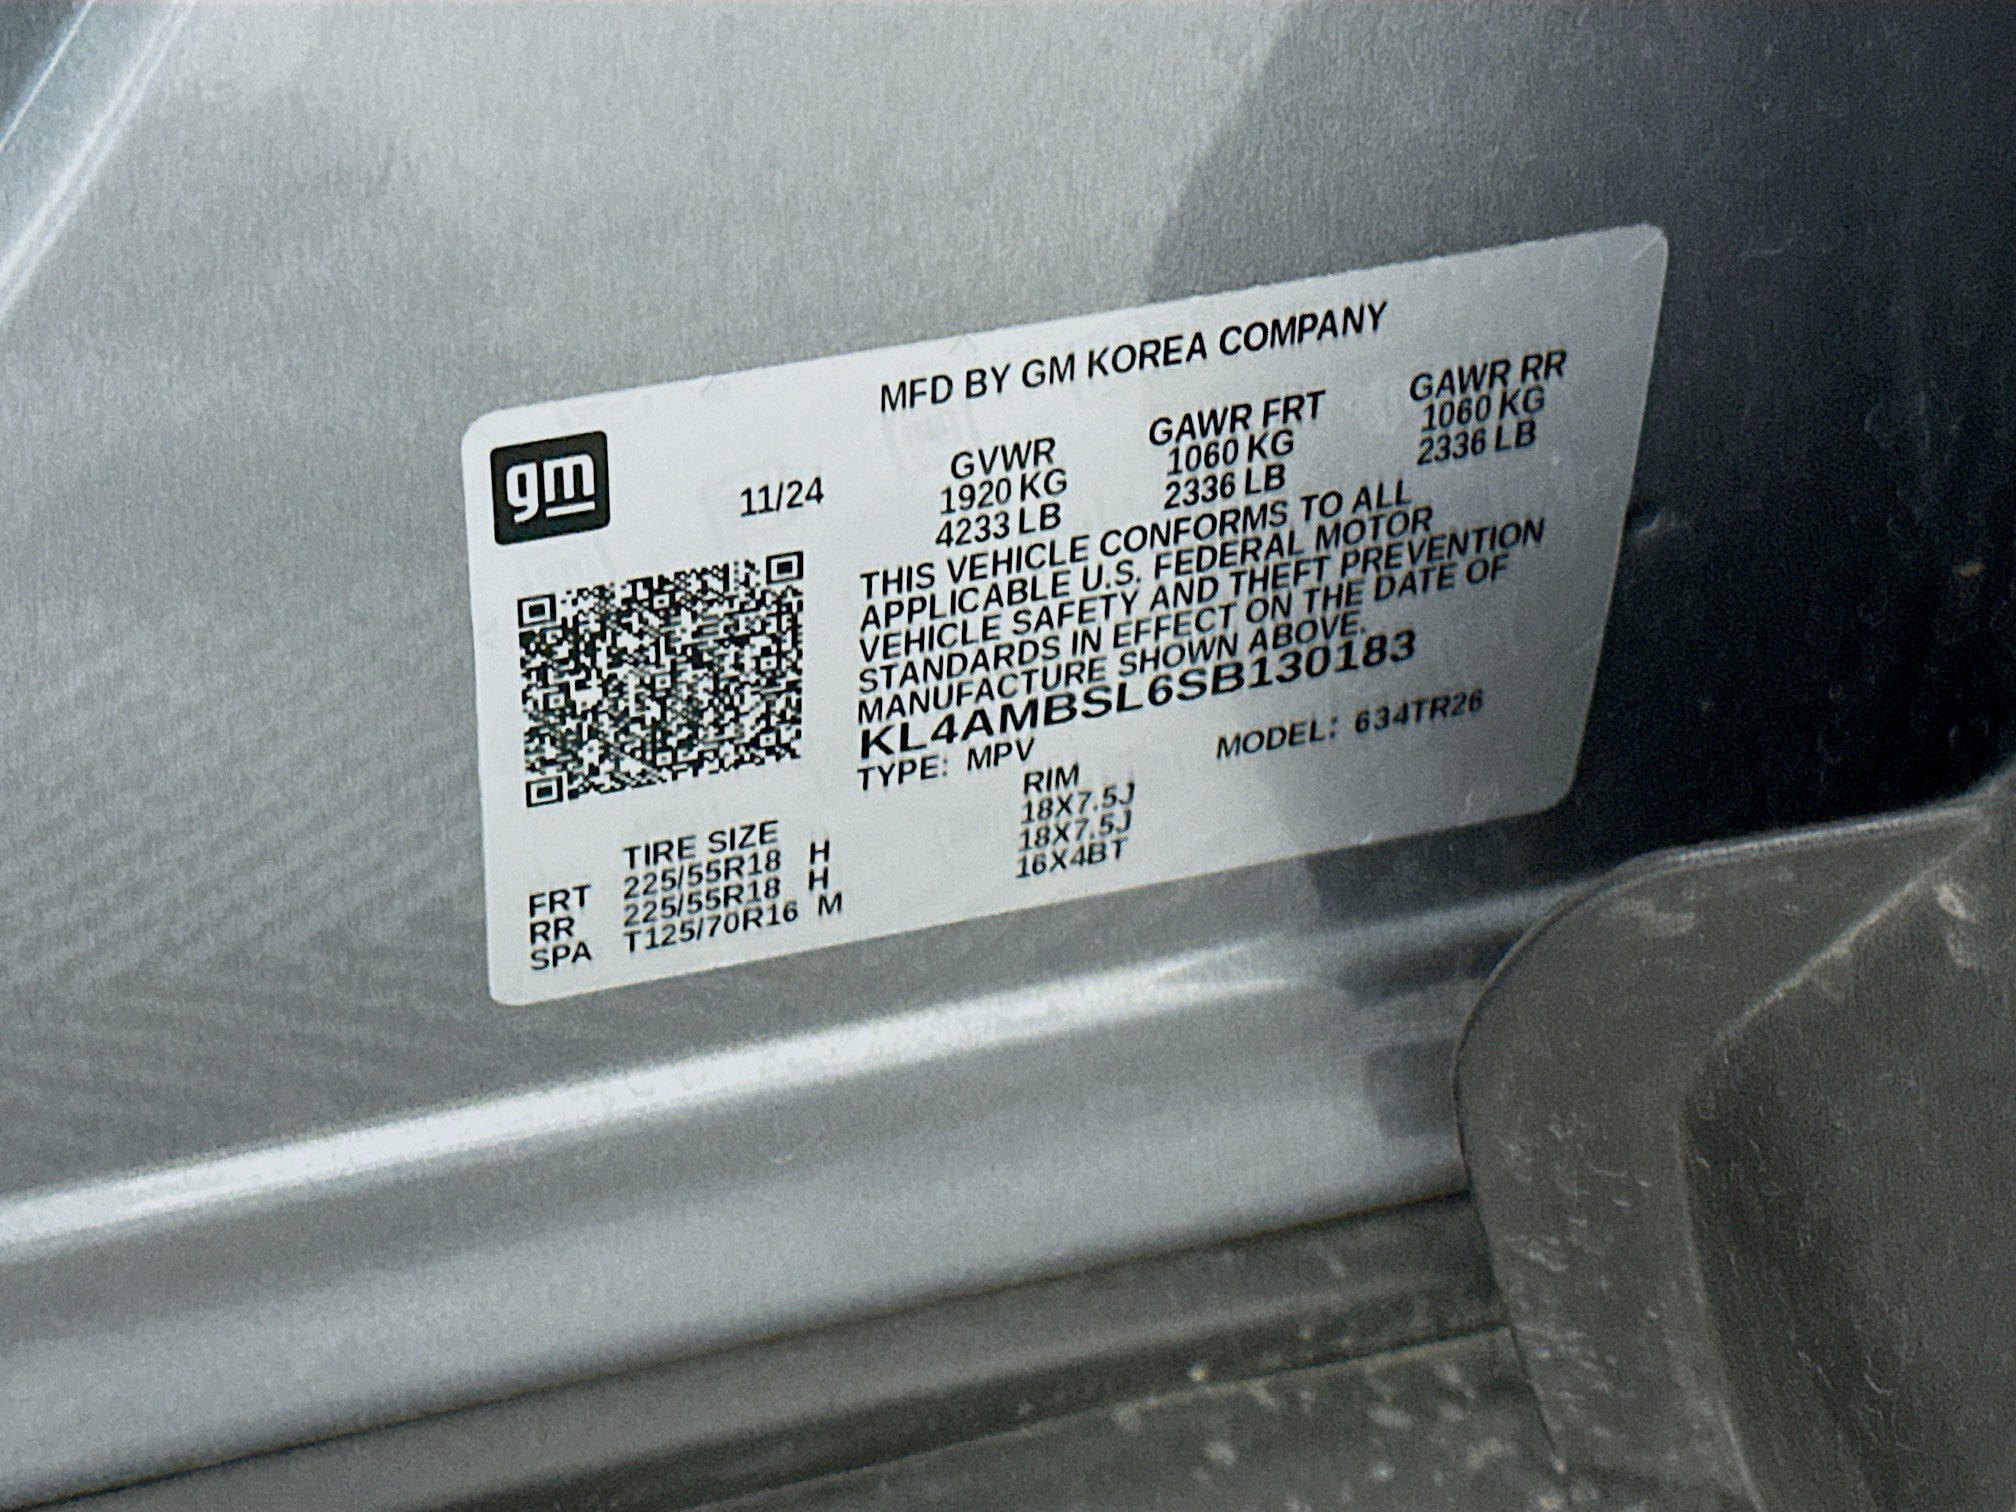 MFD BY GM KOREA COMPANY
gm
11/24
GVWR GAWR FRT GAWR RR
1920 KG 1060 KG 1060 KG
4233 LB 2336 LB 2336 LB
THIS VEHICLE CONFORMS TO ALL
APPLICABLE U.S. FEDERAL MOTOR
VEHICLE SAFETY AND THEFT PREVENTION
STANDARDS IN EFFECT ON THE DATE OF
MANUFACTURE SHOWN ABOVE.
KL4AMBSL6SB130183
TYPE: MPV MODEL: 634TR26
TIRE SIZE RIM
FRT 225/55R18 H 18X7.5J
RR 225/55R18 H 18X7.5J
SPA T125/70R16 M 16X4BT